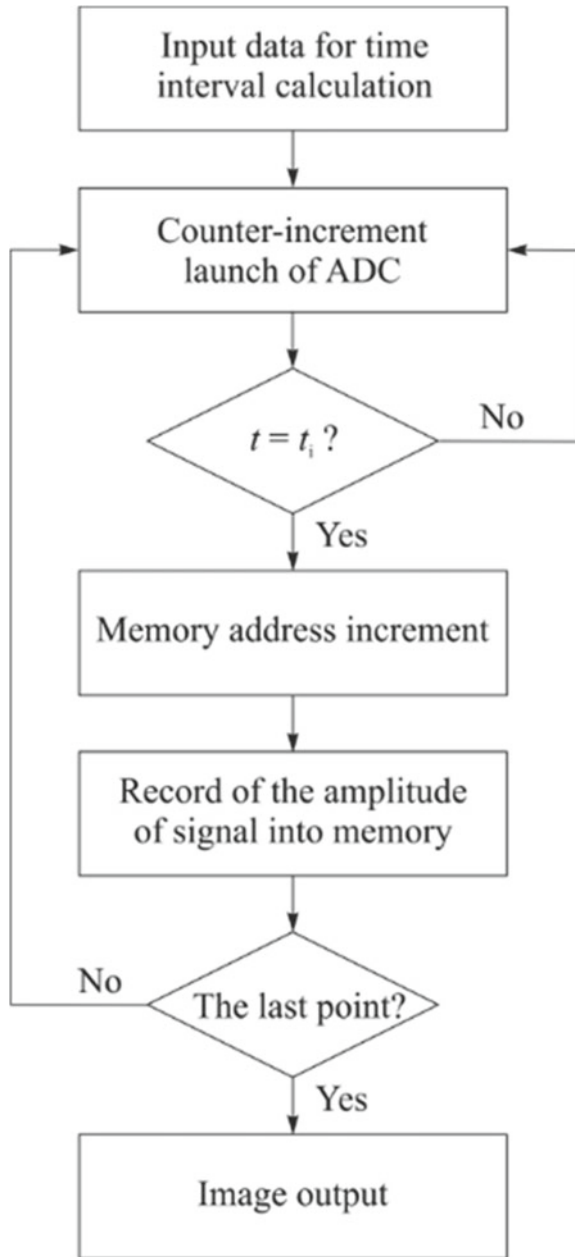 Input data for time
interval calculation
Counter-increment
launch of ADC
t = tᵢ ?
No
Yes
Memory address increment
Record of the amplitude
of signal into memory
No
The last point?
Yes
Image output